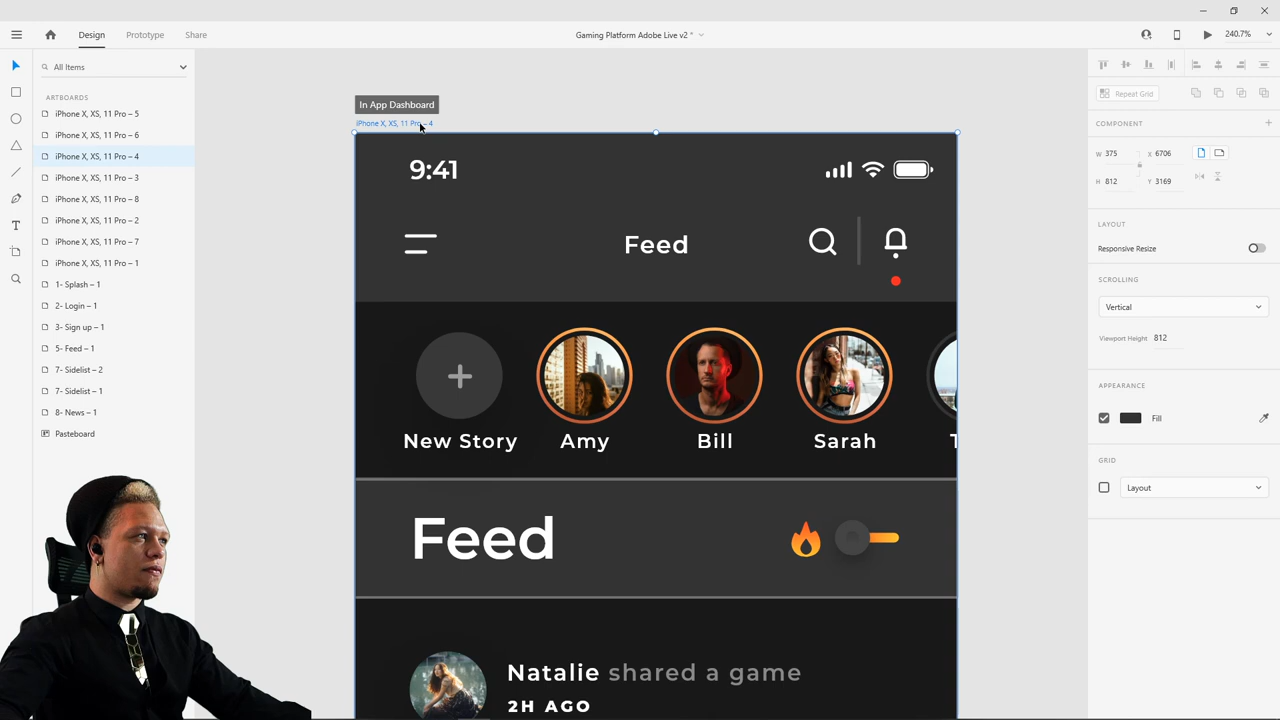 Design
Prototype
Share
Gaming Platform Adobe Live v2 *
240.7%
All Items
ARTBOARDS
iPhone X, XS, 11 Pro – 5
iPhone X, XS, 11 Pro – 6
iPhone X, XS, 11 Pro – 4
iPhone X, XS, 11 Pro – 3
iPhone X, XS, 11 Pro – 8
iPhone X, XS, 11 Pro – 2
iPhone X, XS, 11 Pro – 7
iPhone X, XS, 11 Pro – 1
1- Splash – 1
2- Login – 1
3- Sign up – 1
5- Feed – 1
7- Sidelist – 2
7- Sidelist – 1
8- News – 1
Pasteboard
In App Dashboard
iPhone X, XS, 11 Pro – 4
9:41
Feed
New Story
Amy
Bill
Sarah
T
Feed
Natalie shared a game
2H AGO
Repeat Grid
COMPONENT
W 375
X 6706
H 812
Y 3169
LAYOUT
Responsive Resize
SCROLLING
Vertical
Viewport Height 812
APPEARANCE
Fill
GRID
Layout